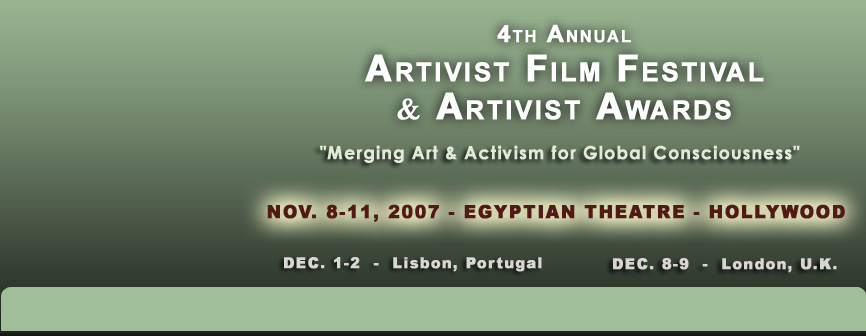 4TH ANNUAL
ARTIVIST FILM FESTIVAL
& ARTIVIST AWARDS
"Merging Art & Activism for Global Consciousness"
NOV. 8-11, 2007 - EGYPTIAN THEATRE - HOLLYWOOD
DEC. 1-2 - Lisbon, Portugal DEC. 8-9 - London, U.K.